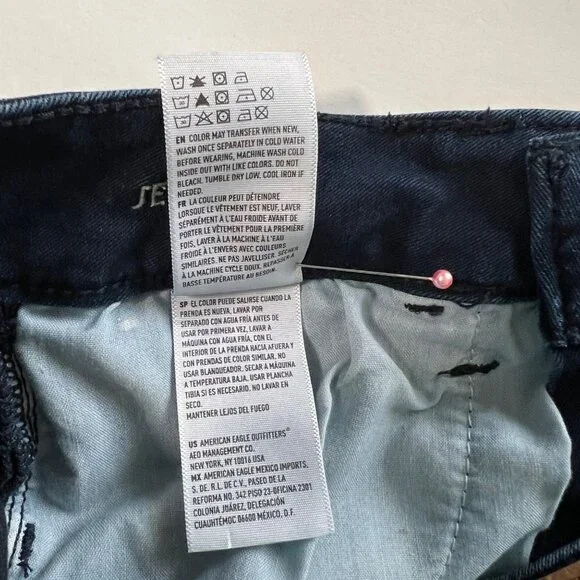 EN COLOR MAY TRANSFER WHEN NEW,
WASH ONCE SEPARATELY IN COLD WATER
BEFORE WEARING, MACHINE WASH COLD
INSIDE OUT WITH LIKE COLORS. DO NOT
BLEACH. TUMBLE DRY LOW. COOL IRON IF
NEEDED.
FR LA COULEUR PEUT DÉTEINDRE
LORSQUE LE VÊTEMENT EST NEUF, LAVER
SÉPARÉMENT À L'EAU FROIDE AVANT DE
PORTER LE VÊTEMENT POUR LA PREMIÈRE
FOIS, LAVER À LA MACHINE À L'EAU
FROIDE À L'ENVERS AVEC COULEURS
SIMILAIRES. NE PAS JAVELLISER. SÉCHER
À LA MACHINE CYCLE DOUX. REPASSER À
BASSE TEMPÉRATURE AU BESOIN.
SP EL COLOR PUEDE SALIRSE CUANDO LA
PRENDA ES NUEVA, LAVAR POR
SEPARADO CON AGUA FRÍA ANTES DE
USAR POR PRIMERA VEZ, LAVAR A
MÁQUINA CON AGUA FRÍA, CON EL
INTERIOR DE LA PRENDA HACIA AFUERA Y
CON PRENDAS DE COLOR SIMILAR. NO
USAR BLANQUEADOR. SECAR A MÁQUINA
A TEMPERATURA BAJA. USAR PLANCHA
TIBIA SI ES NECESARIO. NO LAVAR EN
SECO.
MANTENER LEJOS DEL FUEGO
US AMERICAN EAGLE OUTFITTERS®
AEO MANAGEMENT CO.
NEW YORK, NY 10016 USA
MX AMERICAN EAGLE MEXICO IMPORTS,
S. DE. R.L. DE C.V., PASEO DE LA
REFORMA NO. 342 PISO 23-OFICINA 2301
COLONIA JUÁREZ, DELEGACIÓN
CUAUHTÉMOC 06600 MÉXICO, D.F.